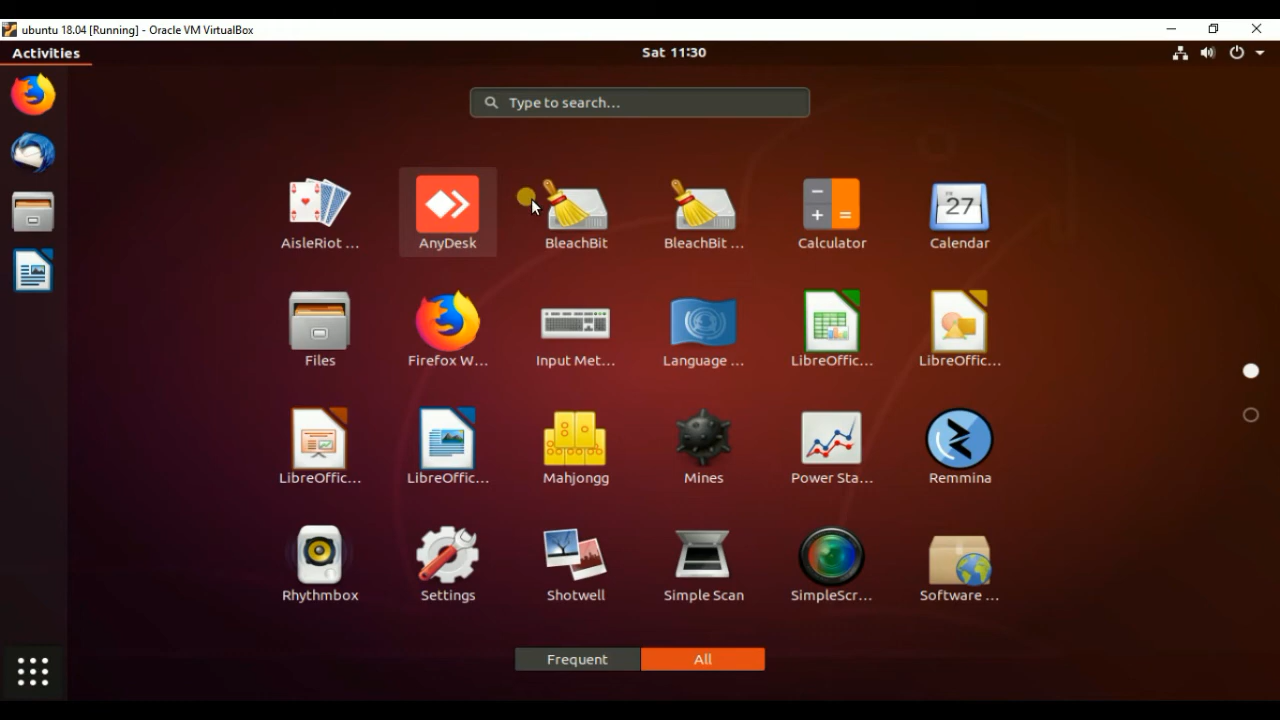 ubuntu 18.04 [Running] - Oracle VM VirtualBox
Activities
Sat 11:30
Type to search...
AisleRiot ...
AnyDesk
BleachBit
BleachBit ...
Calculator
27
Calendar
Files
Firefox W...
Input Met...
Language ...
LibreOffic...
LibreOffic...
LibreOffic...
LibreOffic...
Mahjongg
Mines
Power Sta...
Remmina
Rhythmbox
Settings
Shotwell
Simple Scan
SimpleScr...
Software ...
Frequent
All